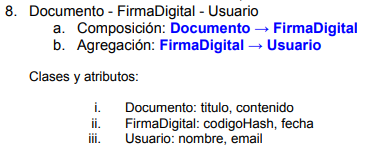 8. Documento - FirmaDigital - Usuario
a. Composición: Documento → FirmaDigital
b. Agregación: FirmaDigital → Usuario
Clases y atributos:
i. Documento: titulo, contenido
ii. FirmaDigital: codigoHash, fecha
iii. Usuario: nombre, email